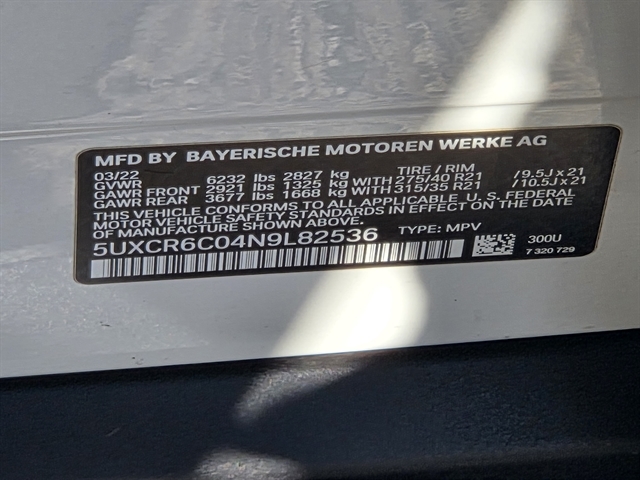 MFD BY BAYERISCHE MOTOREN WERKE AG
03/22 TIRE / RIM
GVWR 6232 lbs 2827 kg
GAWR FRONT 2921 lbs 1325 kg WITH 275/40 R21 / 9.5J x 21
GAWR REAR 3677 lbs 1668 kg WITH 315/35 R21 / 10.5J x 21
THIS VEHICLE CONFORMS TO ALL APPLICABLE U.S. FEDERAL
MOTOR VEHICLE SAFETY STANDARDS IN EFFECT ON THE DATE
OF MANUFACTURE SHOWN ABOVE.
5UXCR6C04N9L82536 TYPE: MPV 300U
7 320 729